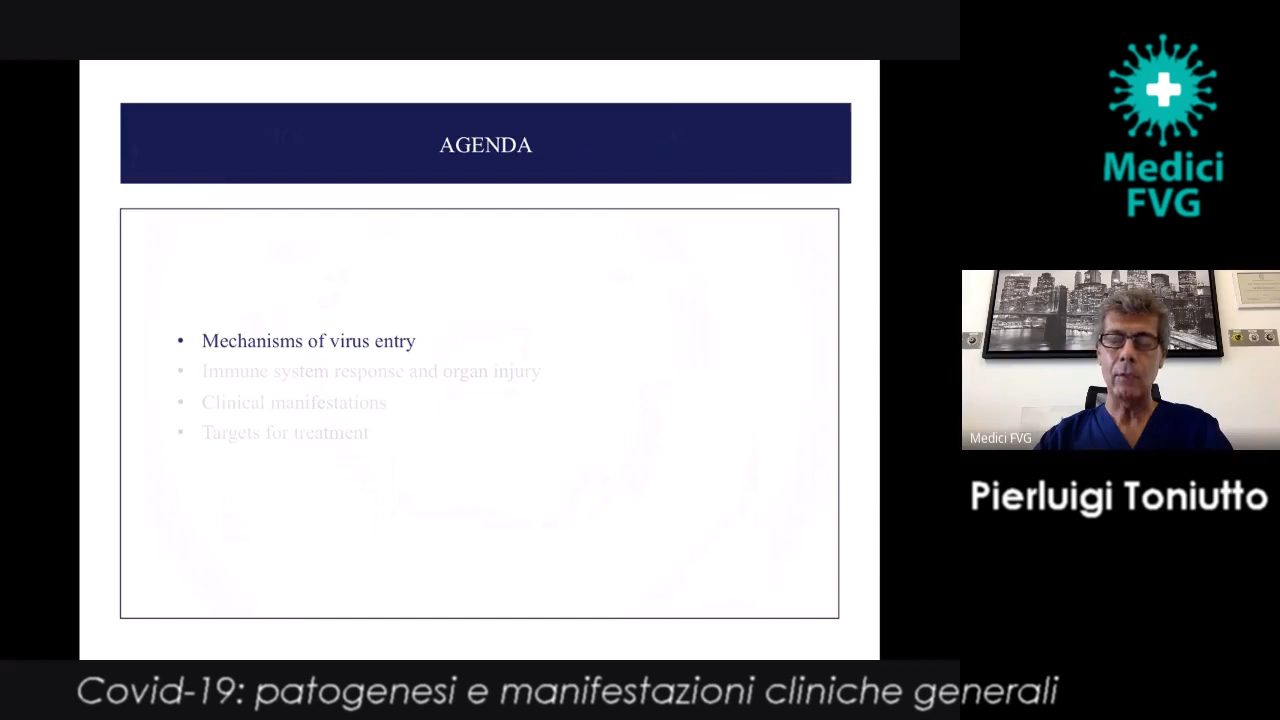 AGENDA
• Mechanisms of virus entry
• Immune system response and organ injury
• Clinical manifestations
• Targets for treatment
Medici
FVG
Medici FVG
Pierluigi Toniutto
Covid-19: patogenesi e manifestazioni cliniche generali